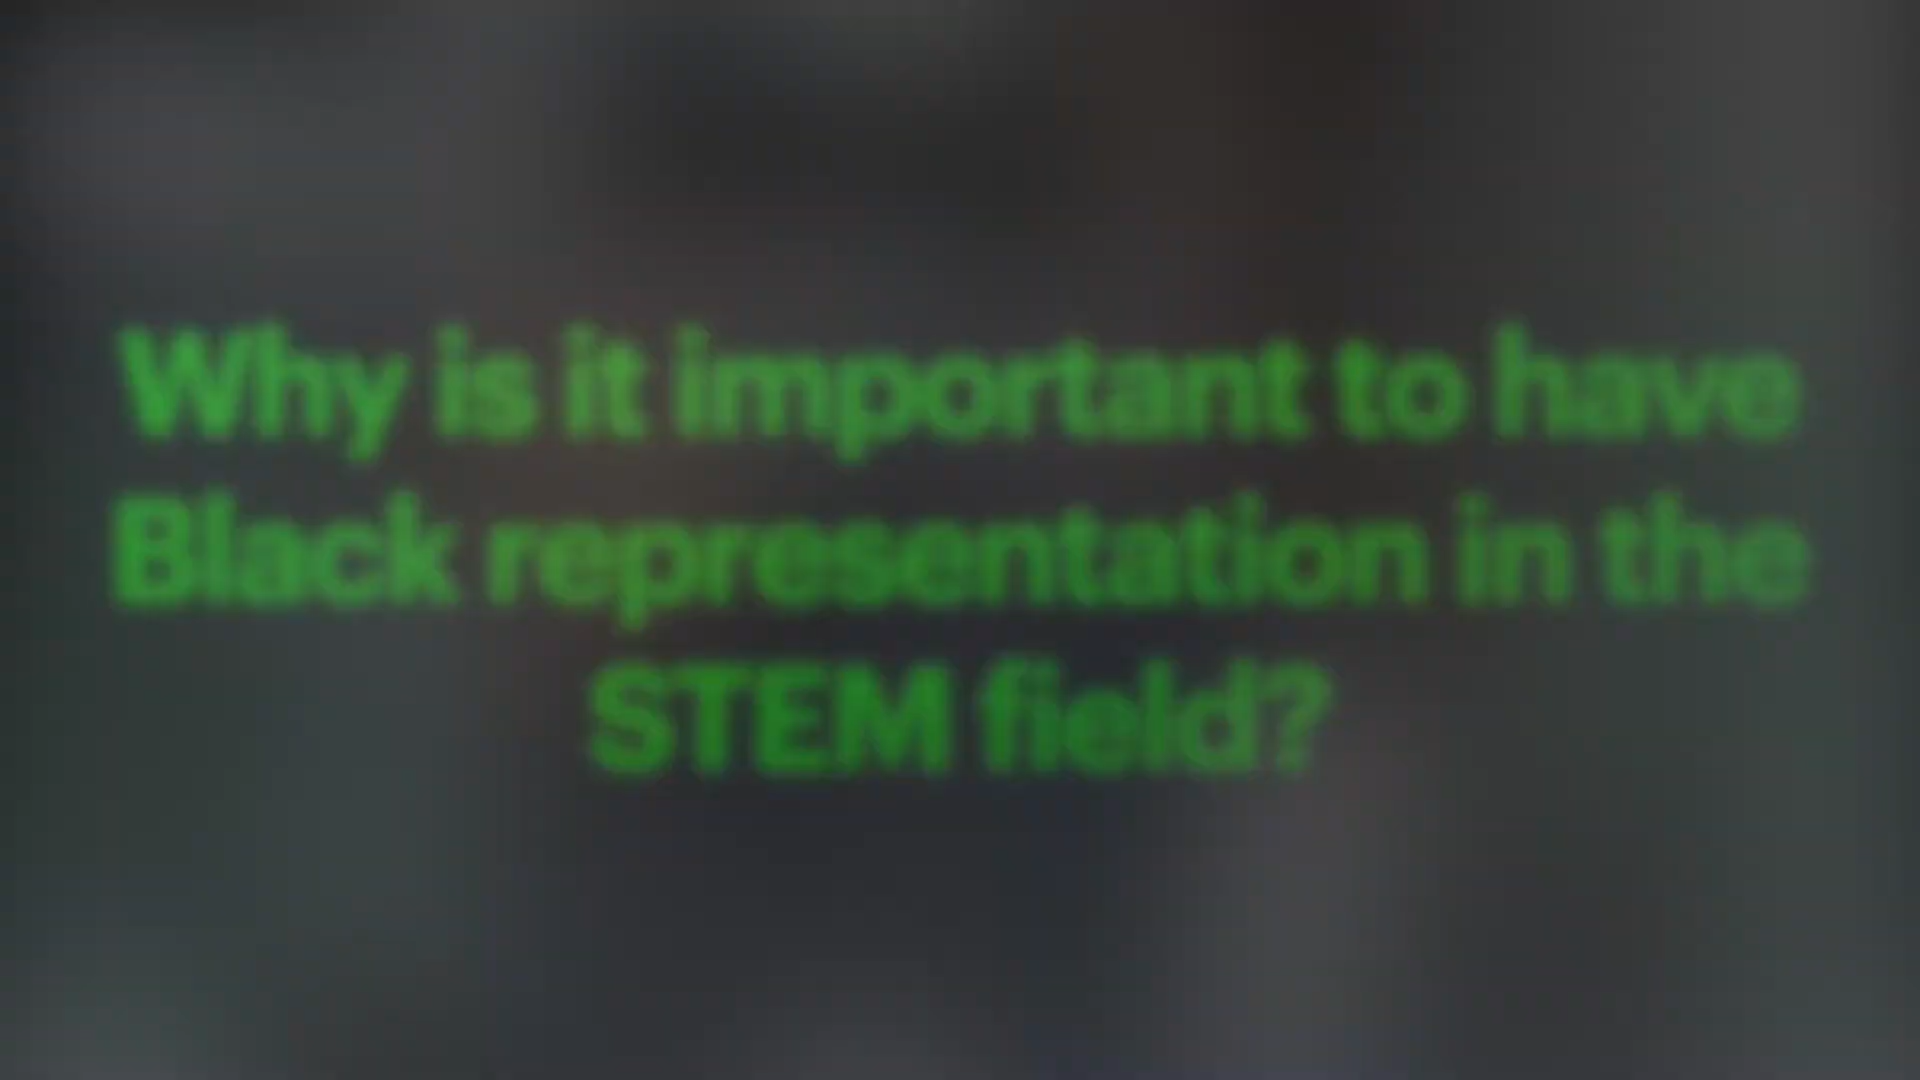 Why is it important to have
Black representation in the
STEM field?